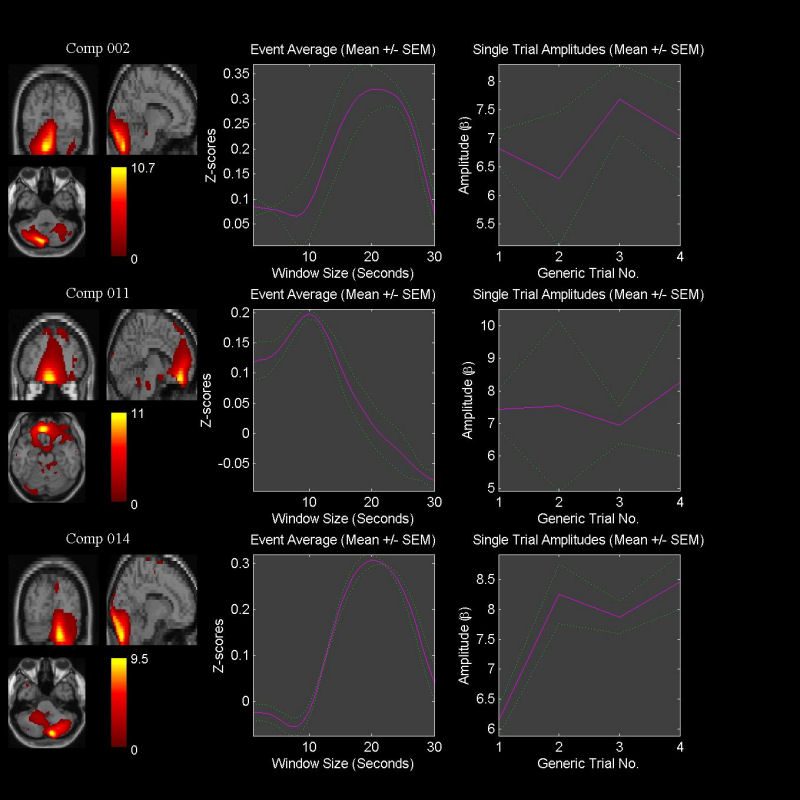 Comp 002
10.7
0
Event Average (Mean +/- SEM)
Z-scores
0.35
0.3
0.25
0.2
0.15
0.1
0.05
10 20 30
Window Size (Seconds)
Single Trial Amplitudes (Mean +/- SEM)
Amplitude (β)
8
7.5
7
6.5
6
5.5
1 2 3 4
Generic Trial No.
Comp 011
11
0
Event Average (Mean +/- SEM)
Z-scores
0.2
0.15
0.1
0.05
0
-0.05
10 20 30
Window Size (Seconds)
Single Trial Amplitudes (Mean +/- SEM)
Amplitude (β)
10
9
8
7
6
5
1 2 3 4
Generic Trial No.
Comp 014
9.5
0
Event Average (Mean +/- SEM)
Z-scores
0.3
0.2
0.1
0
10 20 30
Window Size (Seconds)
Single Trial Amplitudes (Mean +/- SEM)
Amplitude (β)
8.5
8
7.5
7
6.5
6
1 2 3 4
Generic Trial No.